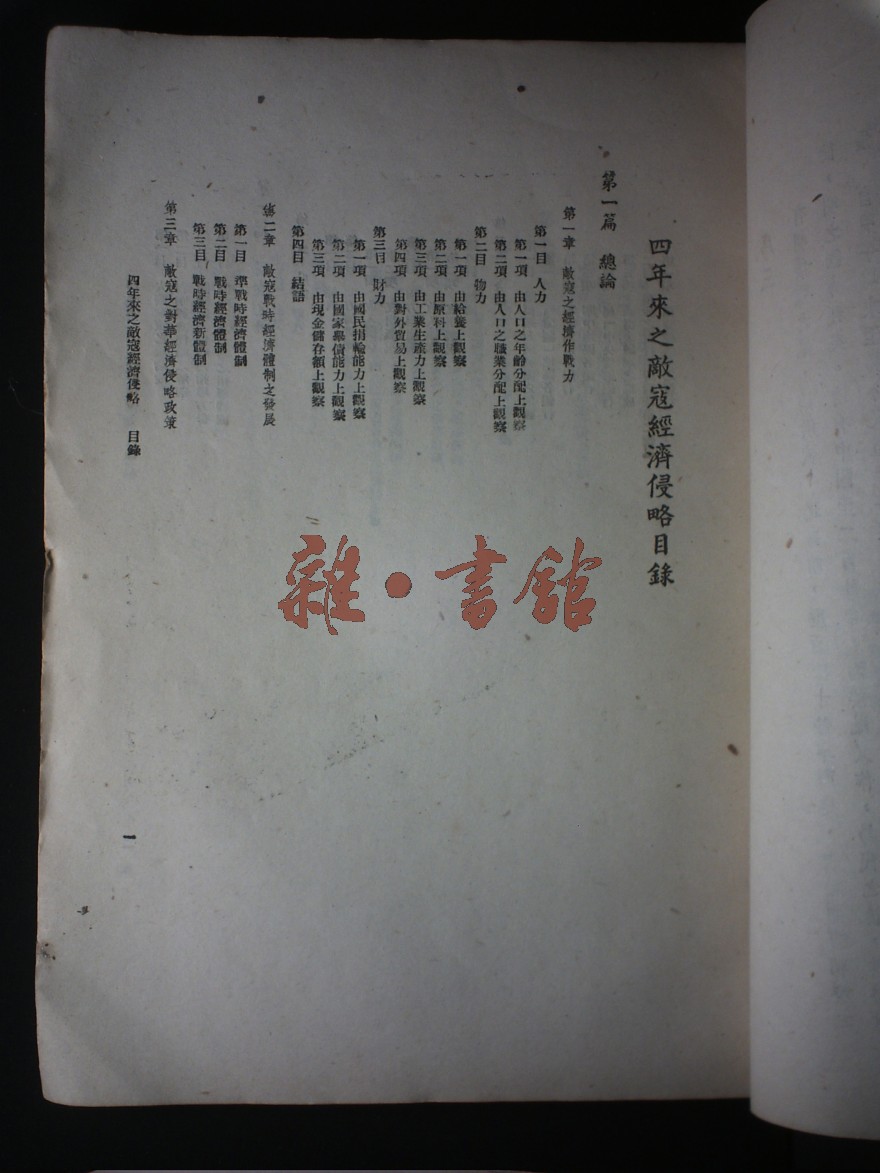 四年來之敵寇經濟侵略目錄
第一篇 總論
第一章 敵寇之經濟作戰力
第一目 人力
第一項 由人口之年齡分配上觀察
第二項 由人口之職業分配上觀察
第二目 物力
第一項 由給養上觀察
第二項 由原料上觀察
第三項 由工業生產力上觀察
第四項 由對外貿易上觀察
第三目 財力
第一項 由國民捐輸能力上觀察
第二項 由國家舉債能力上觀察
第三項 由現金儲存額上觀察
第四目 結語
第二章 敵寇戰時經濟體制之發展
第一目 準戰時經濟體制
第二目 戰時經濟體制
第三目 戰時經濟新體制
第三章 敵寇之對華經濟侵略政策
四年來之敵寇經濟侵略 目錄
一
雜·書館